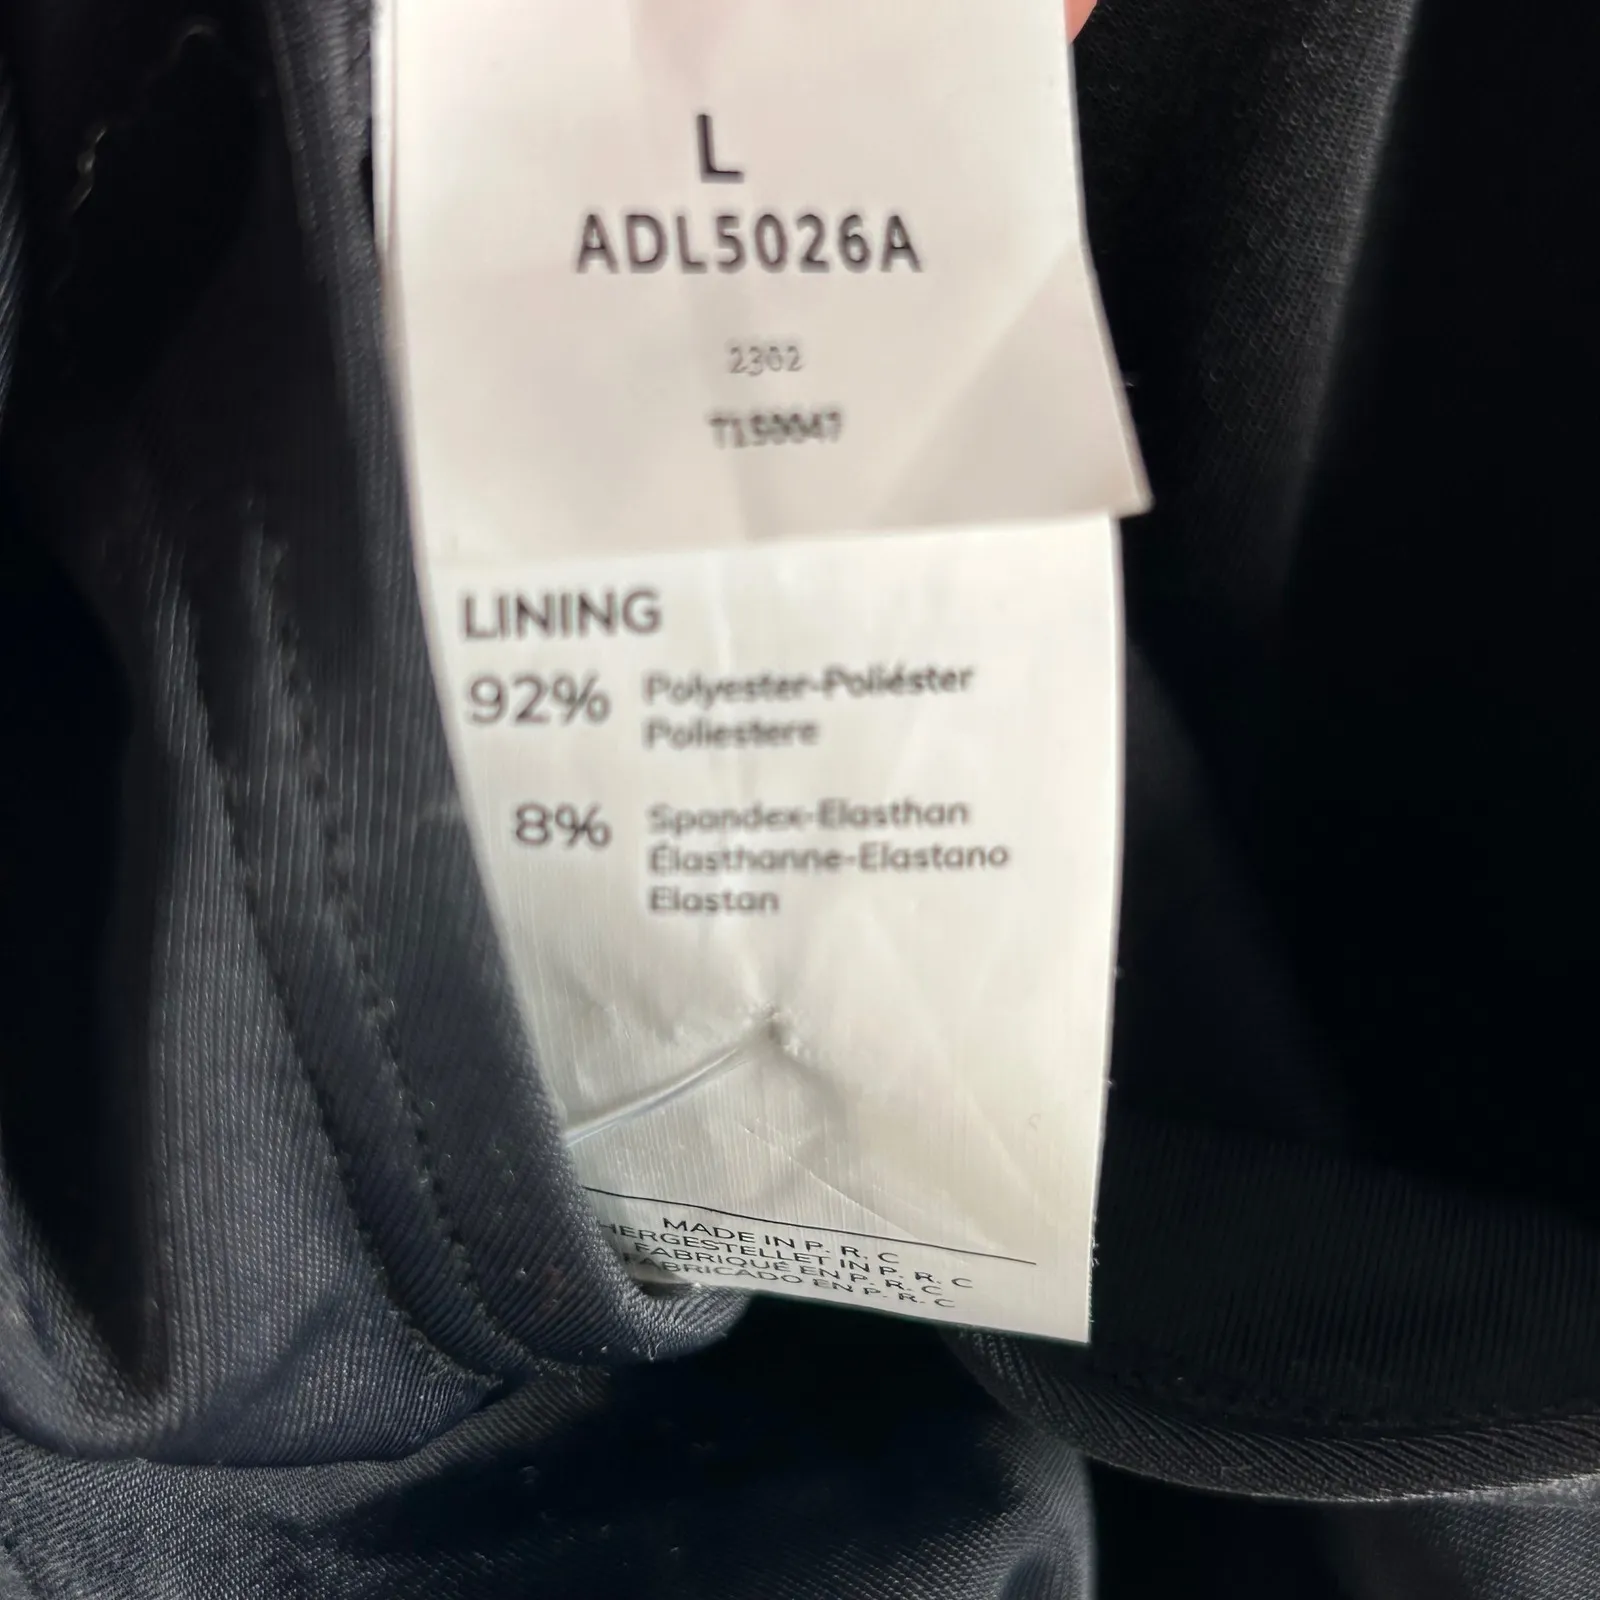 L
ADL5026A
2302
T150047
LINING
92% Polyester-Poliéster
Poliestere
8% Spandex-Elasthan
Élasthanne-Elastano
Elastan
MADE IN P. R. C
HERGESTELLET IN P. R. C
FABRIQUÉ EN P. R. C
FABRICADO EN P. R. C